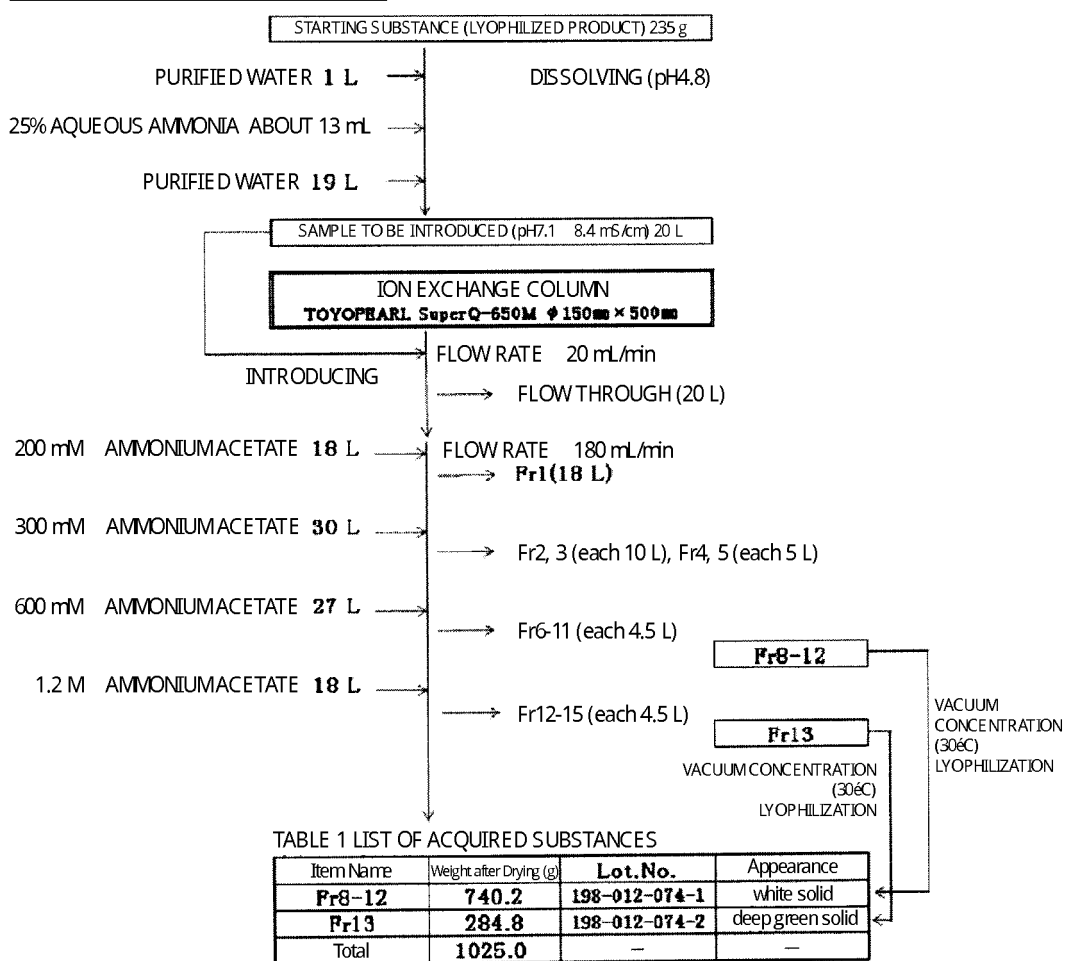 STARTING SUBSTANCE (LYOPHILIZED PRODUCT) 235 g
PURIFIED WATER 1 L
DISSOLVING (pH4.8)
25% AQUEOUS AMMONIA ABOUT 13 mL
PURIFIED WATER 19 L
SAMPLE TO BE INTRODUCED (pH7.1 8.4 mS/cm) 20 L
ION EXCHANGE COLUMN
TOYOPEARL SuperQ-650M φ150mm×500mm
FLOW RATE 20 mL/min
INTRODUCING
FLOW THROUGH (20 L)
200 mM AMMONIUM ACETATE 18 L
FLOW RATE 180 mL/min
Fr1(18 L)
300 mM AMMONIUM ACETATE 30 L
Fr2, 3 (each 10 L), Fr4, 5 (each 5 L)
600 mM AMMONIUM ACETATE 27 L
Fr6-11 (each 4.5 L)
Fr8-12
1.2 M AMMONIUM ACETATE 18 L
Fr12-15 (each 4.5 L)
VACUUM
CONCENTRATION
(30éC)
LYOPHILIZATION
Fr13
VACUUM CONCENTRATION
(30éC)
LYOPHILIZATION
TABLE 1 LIST OF ACQUIRED SUBSTANCES
Item Name Weight after Drying (g) Lot.No. Appearance
Fr8-12 740.2 198-012-074-1 white solid
Fr13 284.8 198-012-074-2 deep green solid
Total 1025.0 — —